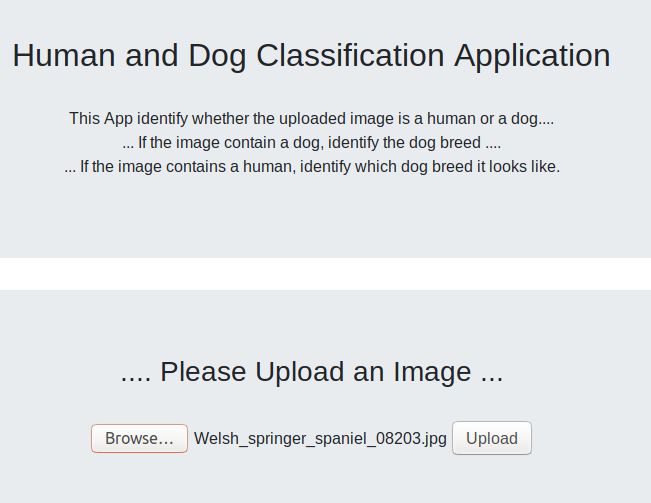 Human and Dog Classification Application
This App identify whether the uploaded image is a human or a dog....
... If the image contain a dog, identify the dog breed ....
... If the image contains a human, identify which dog breed it looks like.
.... Please Upload an Image ...
Browse... Welsh_springer_spaniel_08203.jpg Upload